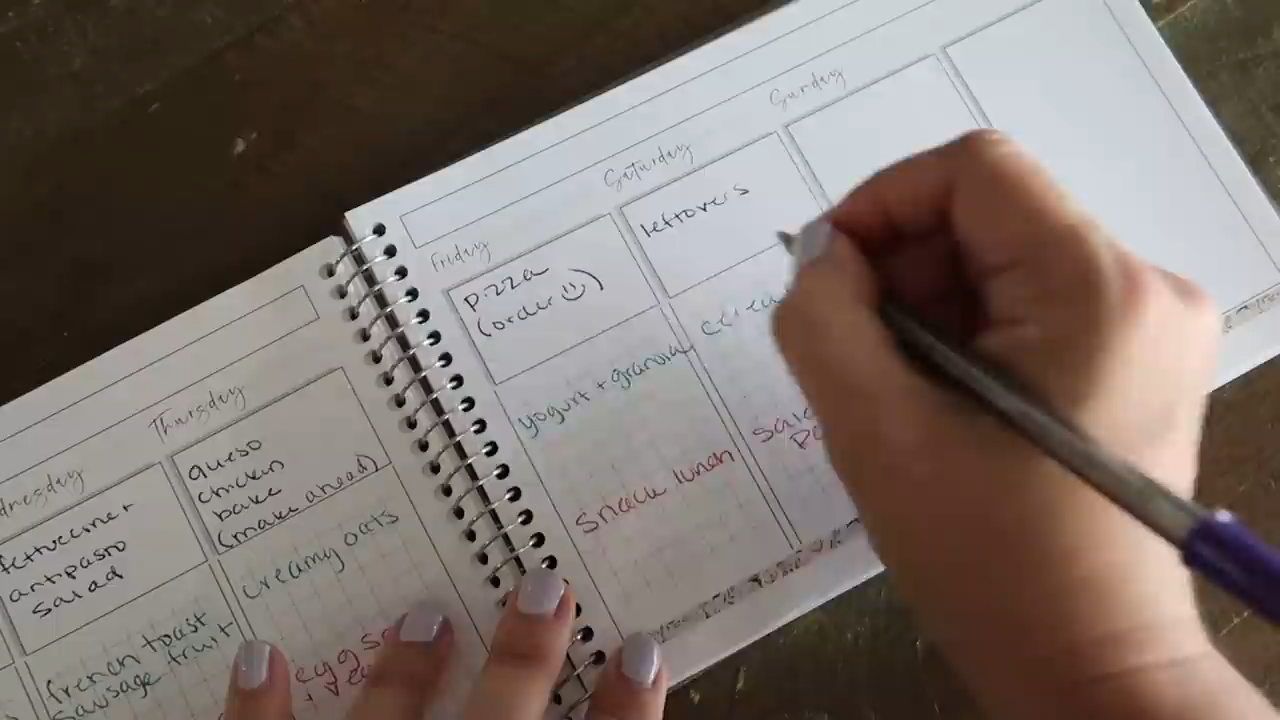 Thursday
fettuccine +
antipasto
salad
queso
chicken
bake
(make ahead)
french toast
sausage fruit
creamy oats
Friday
Saturday
Sunday
pizza
(order☺)
leftovers
yogurt + granola
snack lunch